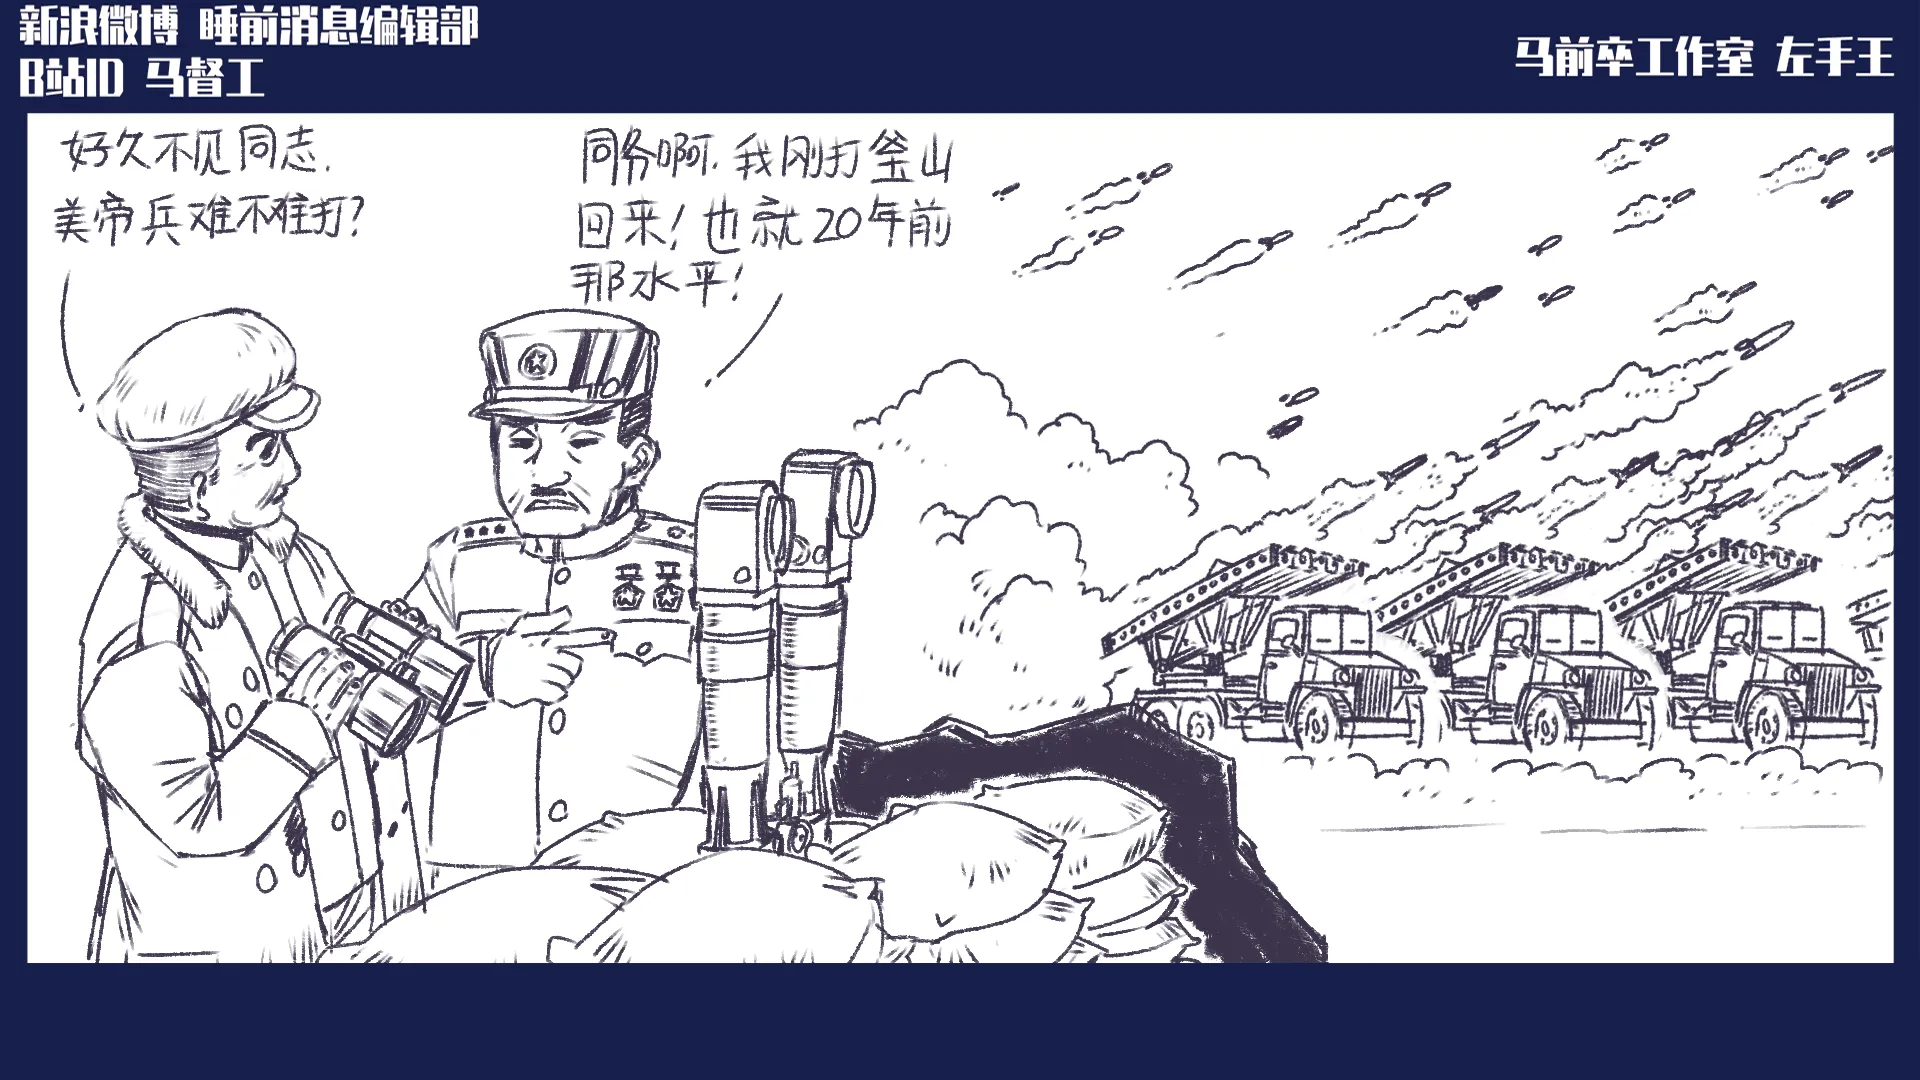 新浪微博 睡前消息编辑部
B站ID 马督工
马前卒工作室 左手王
好久不见同志.
美帝兵难不难打?
同爷啊.我刚打釜山
回来!也就20年前
那水平!